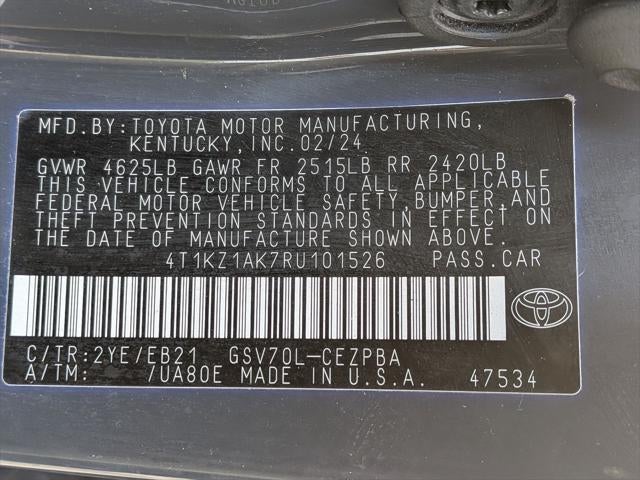 MFD. BY: TOYOTA MOTOR MANUFACTURING,
KENTUCKY, INC. 02/24
GVWR 4625LB GAWR FR 2515LB RR 2420LB
THIS VEHICLE CONFORMS TO ALL APPLICABLE
FEDERAL MOTOR VEHICLE SAFETY, BUMPER, AND
THEFT PREVENTION STANDARDS IN EFFECT ON
THE DATE OF MANUFACTURE SHOWN ABOVE.
4T1KZ1AK7RU101526 PASS. CAR
C/TR: 2YE/EB21 GSV70L-CEZPBA
A/TM: /UA80E MADE IN U.S.A. 47534